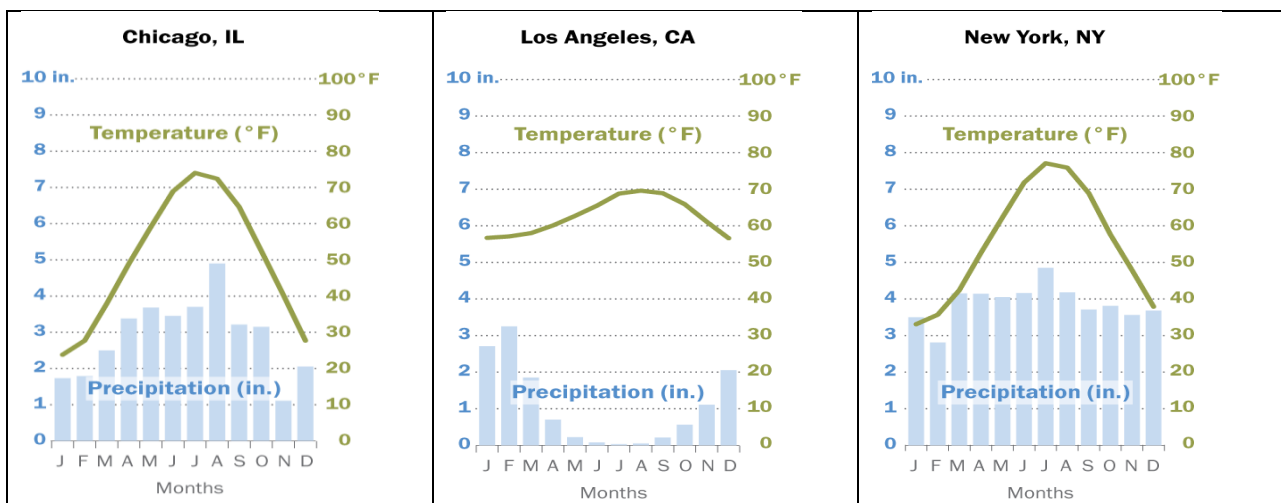 Chicago, IL
10 in.
100°F
9
90
Temperature (°F)
8
80
7
70
6
60
5
50
4
40
3
30
2
20
Precipitation (in.)
1
10
0
0
J F M A M J J A S O N D
Months
Los Angeles, CA
10 in.
100°F
9
90
Temperature (°F)
8
80
7
70
6
60
5
50
4
40
3
30
2
20
Precipitation (in.)
1
10
0
0
J F M A M J J A S O N D
Months
New York, NY
10 in.
100°F
9
90
Temperature (°F)
8
80
7
70
6
60
5
50
4
40
3
30
2
20
Precipitation (in.)
1
10
0
0
J F M A M J J A S O N D
Months